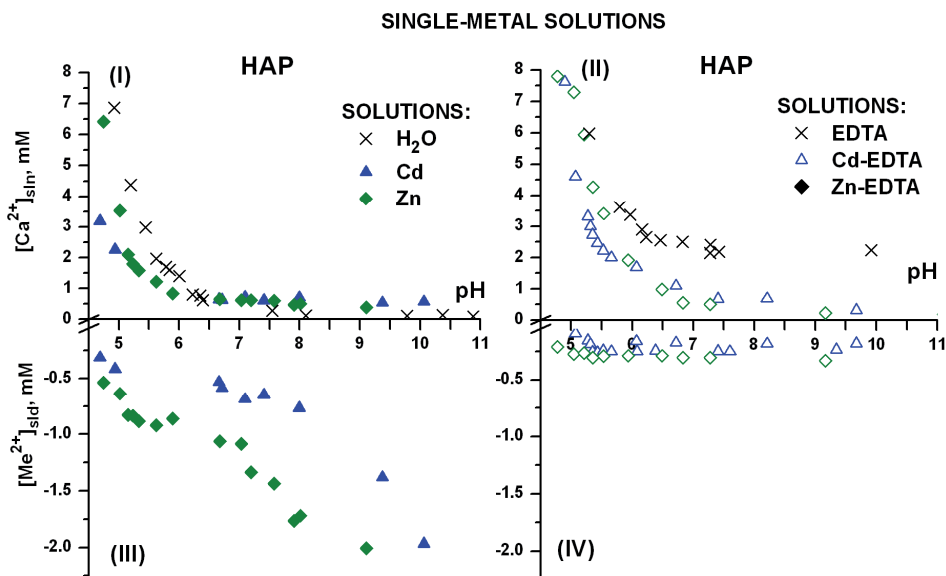 SINGLE-METAL SOLUTIONS
(I)
HAP
SOLUTIONS:
H2O
Cd
Zn
[Ca2+]sln, mM
8
7
6
5
4
3
2
1
0
pH
5 6 7 8 9 10 11
(II)
HAP
SOLUTIONS:
EDTA
Cd-EDTA
Zn-EDTA
8
7
6
5
4
3
2
1
0
pH
5 6 7 8 9 10 11
[Me2+]sld, mM
-0.5
-1.0
-1.5
-2.0
(III)
-0.5
-1.0
-1.5
-2.0
(IV)